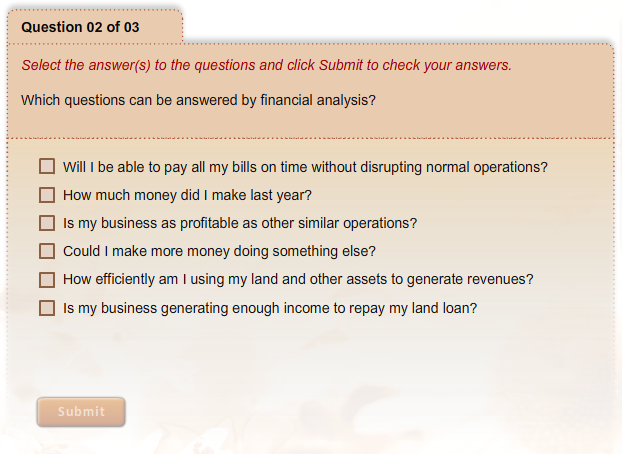 Question 02 of 03
Select the answer(s) to the questions and click Submit to check your answers.
Which questions can be answered by financial analysis?
Will I be able to pay all my bills on time without disrupting normal operations?
How much money did I make last year?
Is my business as profitable as other similar operations?
Could I make more money doing something else?
How efficiently am I using my land and other assets to generate revenues?
Is my business generating enough income to repay my land loan?
Submit